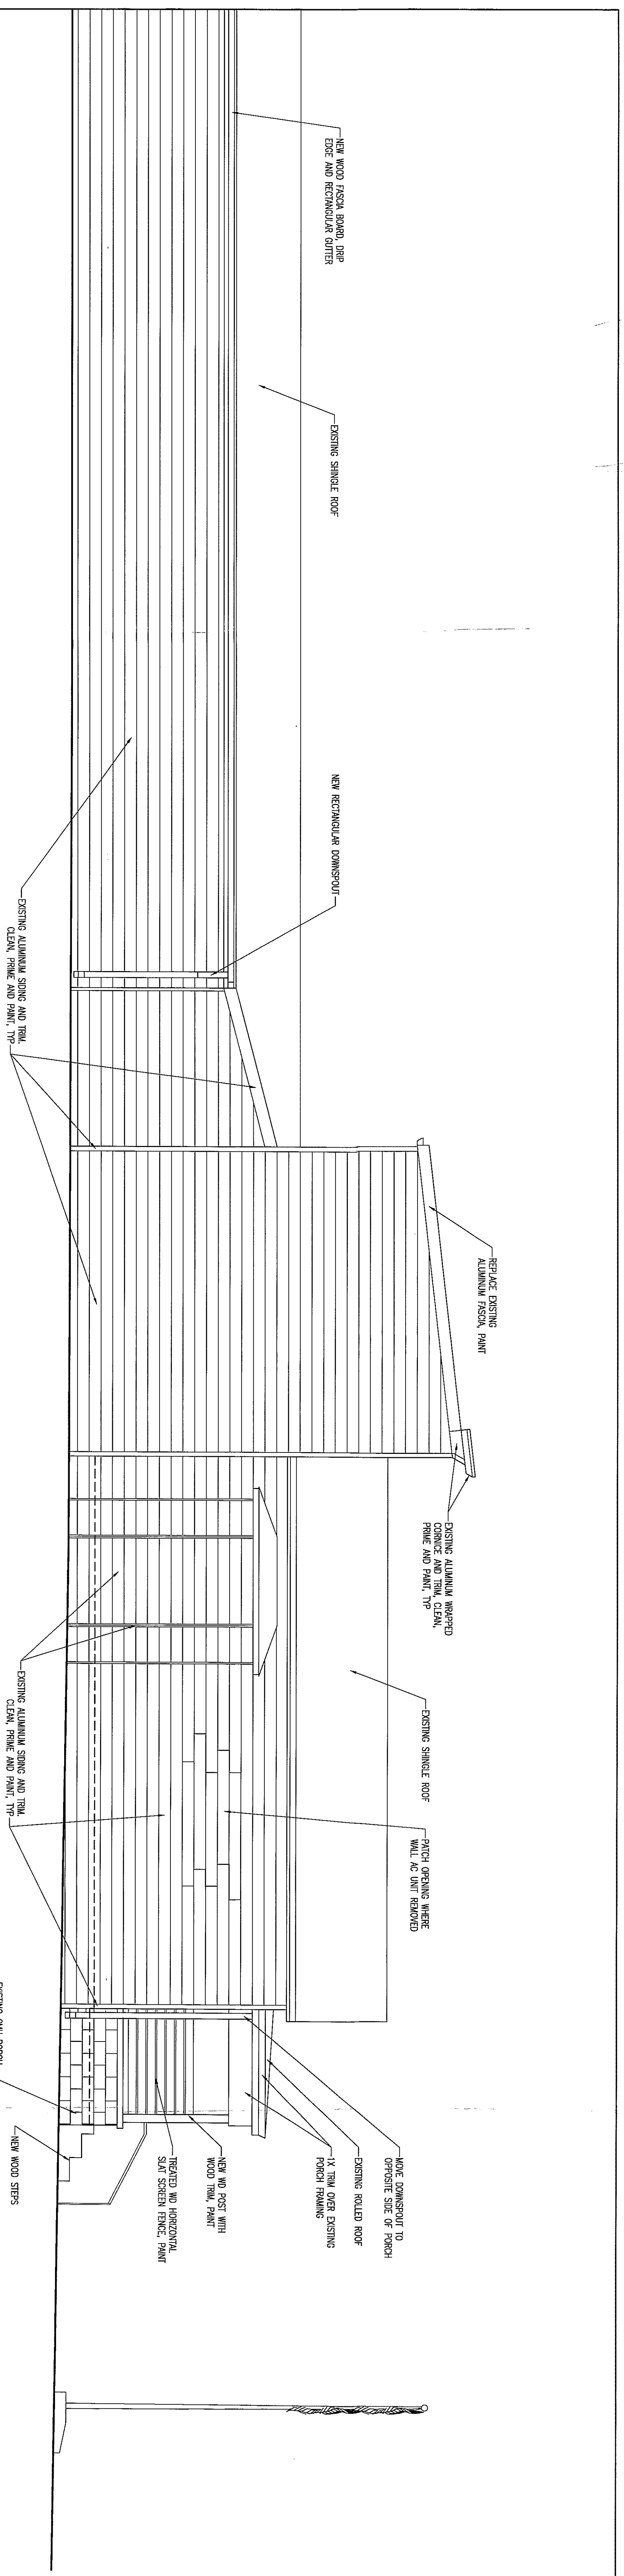 NEW WOOD FASCIA BOARD, DRIP
EDGE AND RECTANGULAR GUTTER
EXISTING SHINGLE ROOF
NEW RECTANGULAR DOWNSPOUT
EXISTING ALUMINUM SIDING AND TRIM.
CLEAN, PRIME AND PAINT, TYP
REPLACE EXISTING
ALUMINUM FASCIA, PAINT
EXISTING ALUMINUM WRAPPED
CORNICE AND TRIM, CLEAN,
PRIME AND PAINT, TYP
EXISTING SHINGLE ROOF
PATCH OPENING WHERE
WALL AC UNIT REMOVED
EXISTING ALUMINUM SIDING AND TRIM.
CLEAN, PRIME AND PAINT, TYP
MOVE DOWNSPOUT TO
OPPOSITE SIDE OF PORCH
EXISTING ROLLED ROOF
1X TRIM OVER EXISTING
PORCH FRAMING
NEW WD POST WITH
WOOD TRIM, PAINT
TREATED WD HORIZONTAL
SLAT SCREEN FENCE, PAINT
NEW WOOD STEPS
EXISTING CMU PORCH